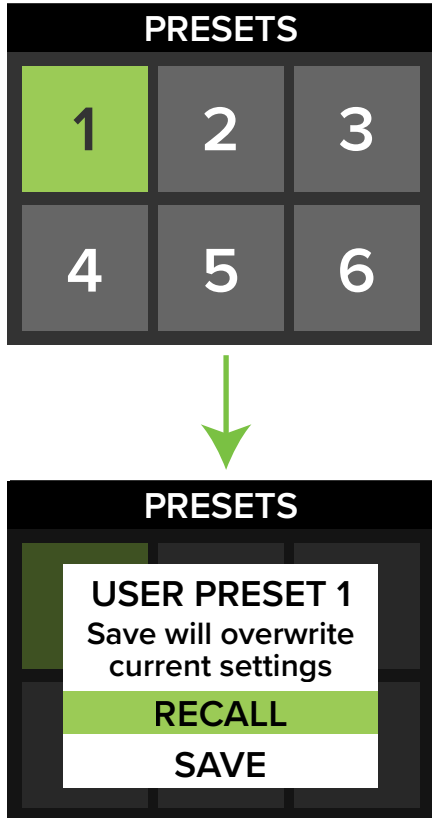 PRESETS
1 2 3
4 5 6
PRESETS
USER PRESET 1
Save will overwrite
current settings
RECALL
SAVE